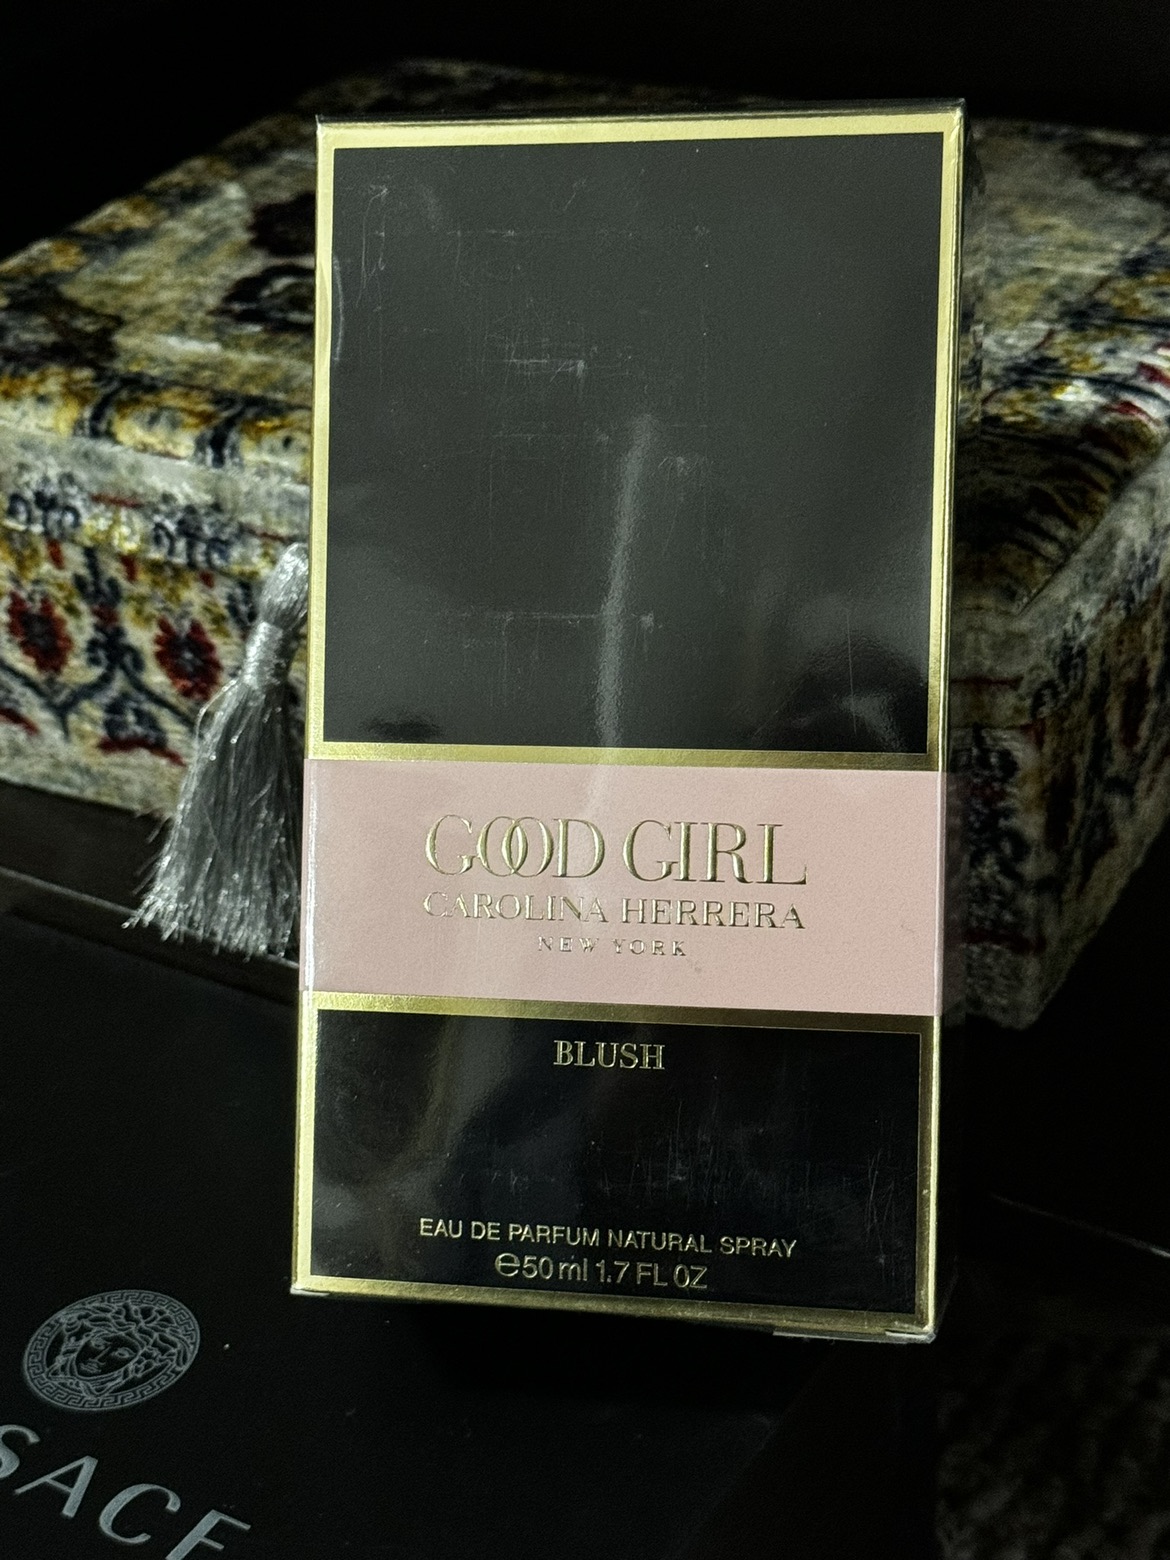 GOOD GIRL
CAROLINA HERRERA
NEW YORK
BLUSH
EAU DE PARFUM NATURAL SPRAY
℮50 ml 1.7 FL OZ
SACE